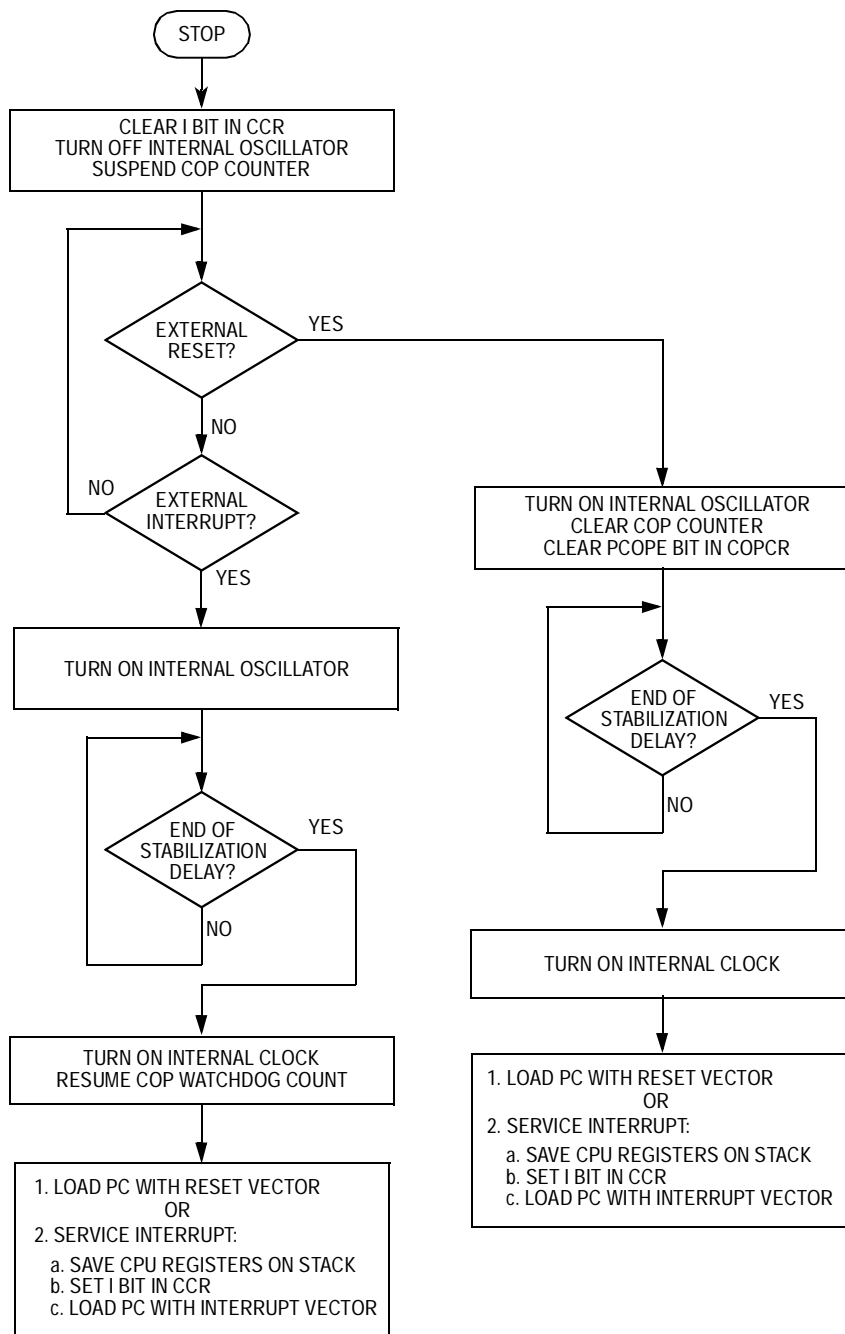 STOP
CLEAR I BIT IN CCR
TURN OFF INTERNAL OSCILLATOR
SUSPEND COP COUNTER
EXTERNAL
RESET?
YES
NO
EXTERNAL
INTERRUPT?
NO
YES
TURN ON INTERNAL OSCILLATOR
END OF
STABILIZATION
DELAY?
YES
NO
TURN ON INTERNAL CLOCK
RESUME COP WATCHDOG COUNT
1. LOAD PC WITH RESET VECTOR
OR
2. SERVICE INTERRUPT:
a. SAVE CPU REGISTERS ON STACK
b. SET I BIT IN CCR
c. LOAD PC WITH INTERRUPT VECTOR
TURN ON INTERNAL OSCILLATOR
CLEAR COP COUNTER
CLEAR PCOPE BIT IN COPCR
END OF
STABILIZATION
DELAY?
YES
NO
TURN ON INTERNAL CLOCK
1. LOAD PC WITH RESET VECTOR
OR
2. SERVICE INTERRUPT:
a. SAVE CPU REGISTERS ON STACK
b. SET I BIT IN CCR
c. LOAD PC WITH INTERRUPT VECTOR